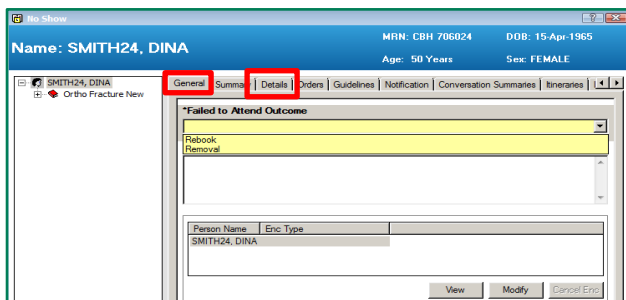 No Show
Name: SMITH24, DINA
MRN: CBH 706024 DOB: 15-Apr-1965
Age: 50 Years Sex: FEMALE
SMITH24, DINA
Ortho Fracture New
General Summary Details Orders Guidelines Notification Conversation Summaries Itineraries
*Failed to Attend Outcome
Rebook
Removal
Person Name Enc Type
SMITH24, DINA
View Modify Cancel Enc